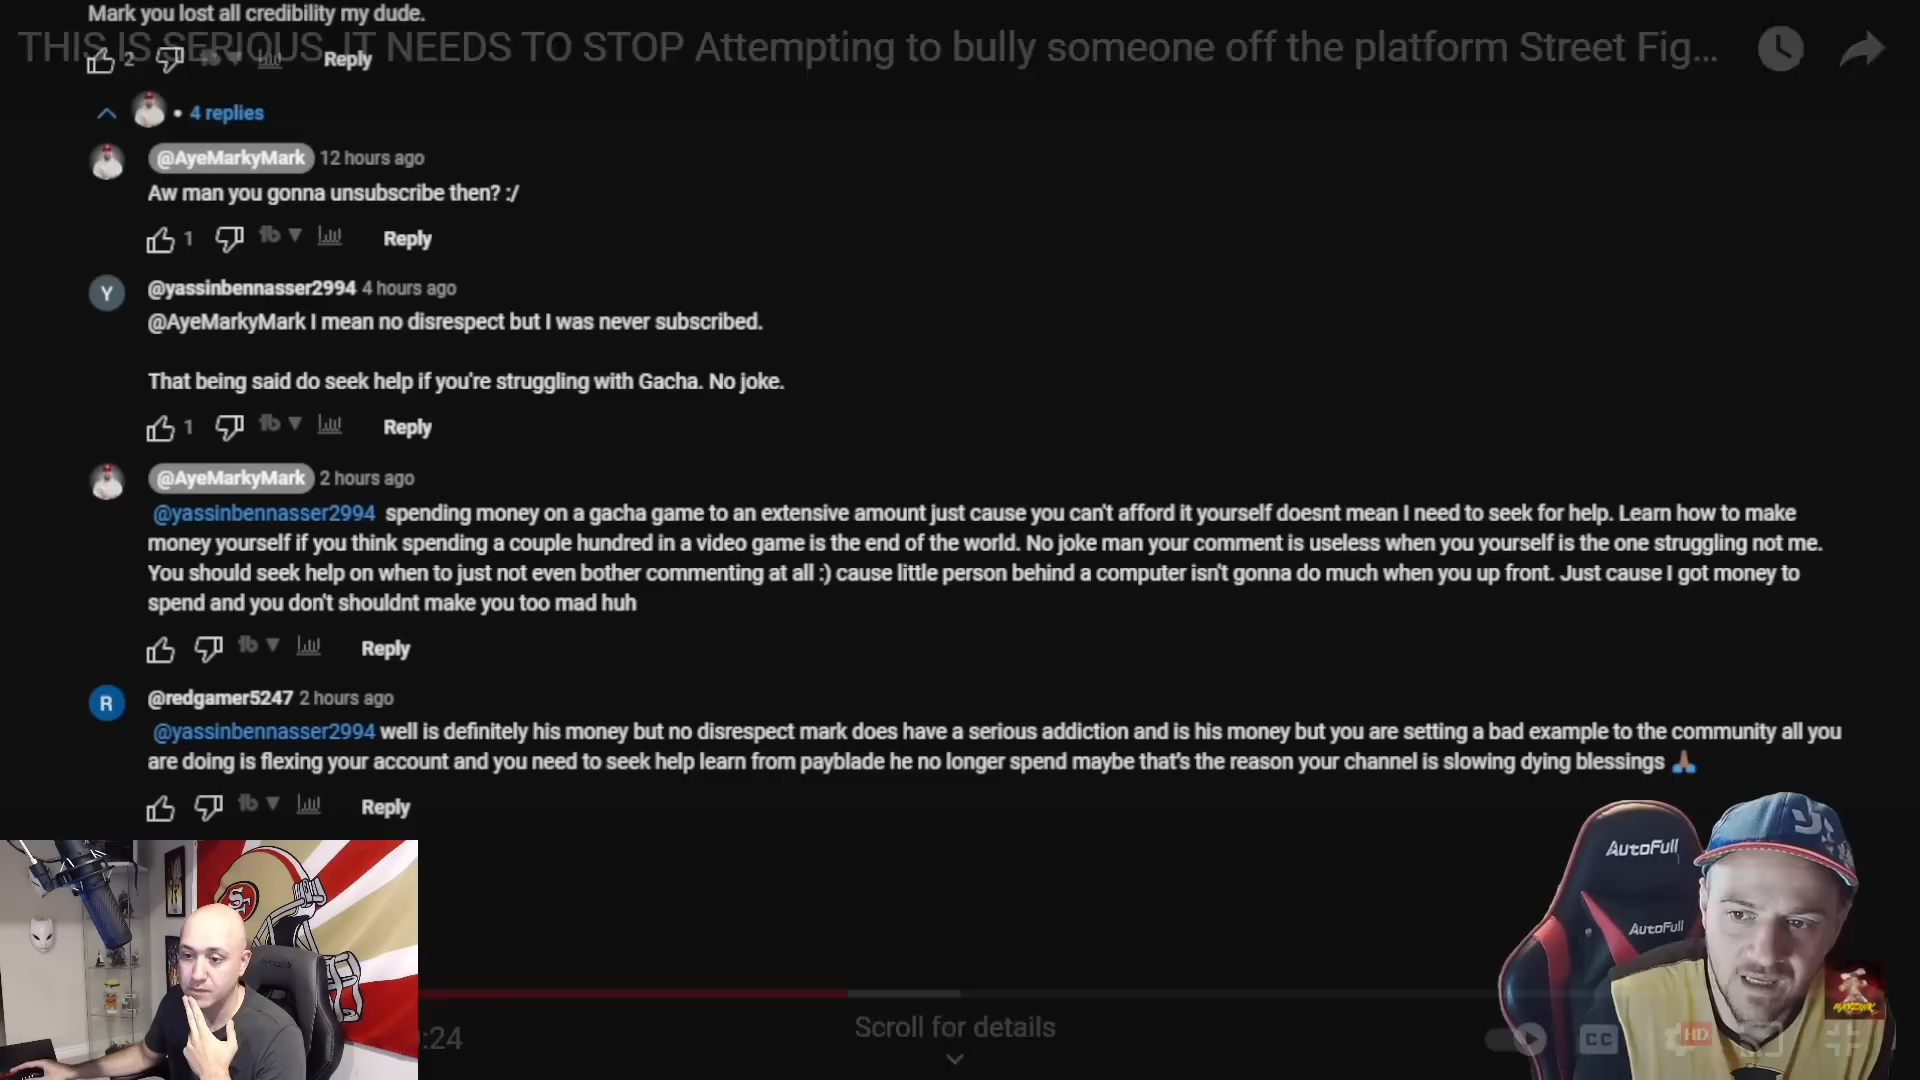 Mark you lost all credibility my dude.
THIS IS SERIOUS, IT NEEDS TO STOP Attempting to bully someone off the platform Street Fig...
2 Reply
• 4 replies
@AyeMarkyMark 12 hours ago
Aw man you gonna unsubscribe then? :/
1 Reply
Y @yassinbennasser2994 4 hours ago
@AyeMarkyMark I mean no disrespect but I was never subscribed.
That being said do seek help if you're struggling with Gacha. No joke.
1 Reply
@AyeMarkyMark 2 hours ago
@yassinbennasser2994 spending money on a gacha game to an extensive amount just cause you can't afford it yourself doesnt mean I need to seek for help. Learn how to make
money yourself if you think spending a couple hundred in a video game is the end of the world. No joke man your comment is useless when you yourself is the one struggling not me.
You should seek help on when to just not even bother commenting at all :) cause little person behind a computer isn't gonna do much when you up front. Just cause I got money to
spend and you don't shouldnt make you too mad huh
Reply
R @redgamer5247 2 hours ago
@yassinbennasser2994 well is definitely his money but no disrespect mark does have a serious addiction and is his money but you are setting a bad example to the community all you
are doing is flexing your account and you need to seek help learn from payblade he no longer spend maybe that's the reason your channel is slowing dying blessings 🙏🏽
Reply
AutoFull
AutoFull
SF
:24
Scroll for details
CC
HD